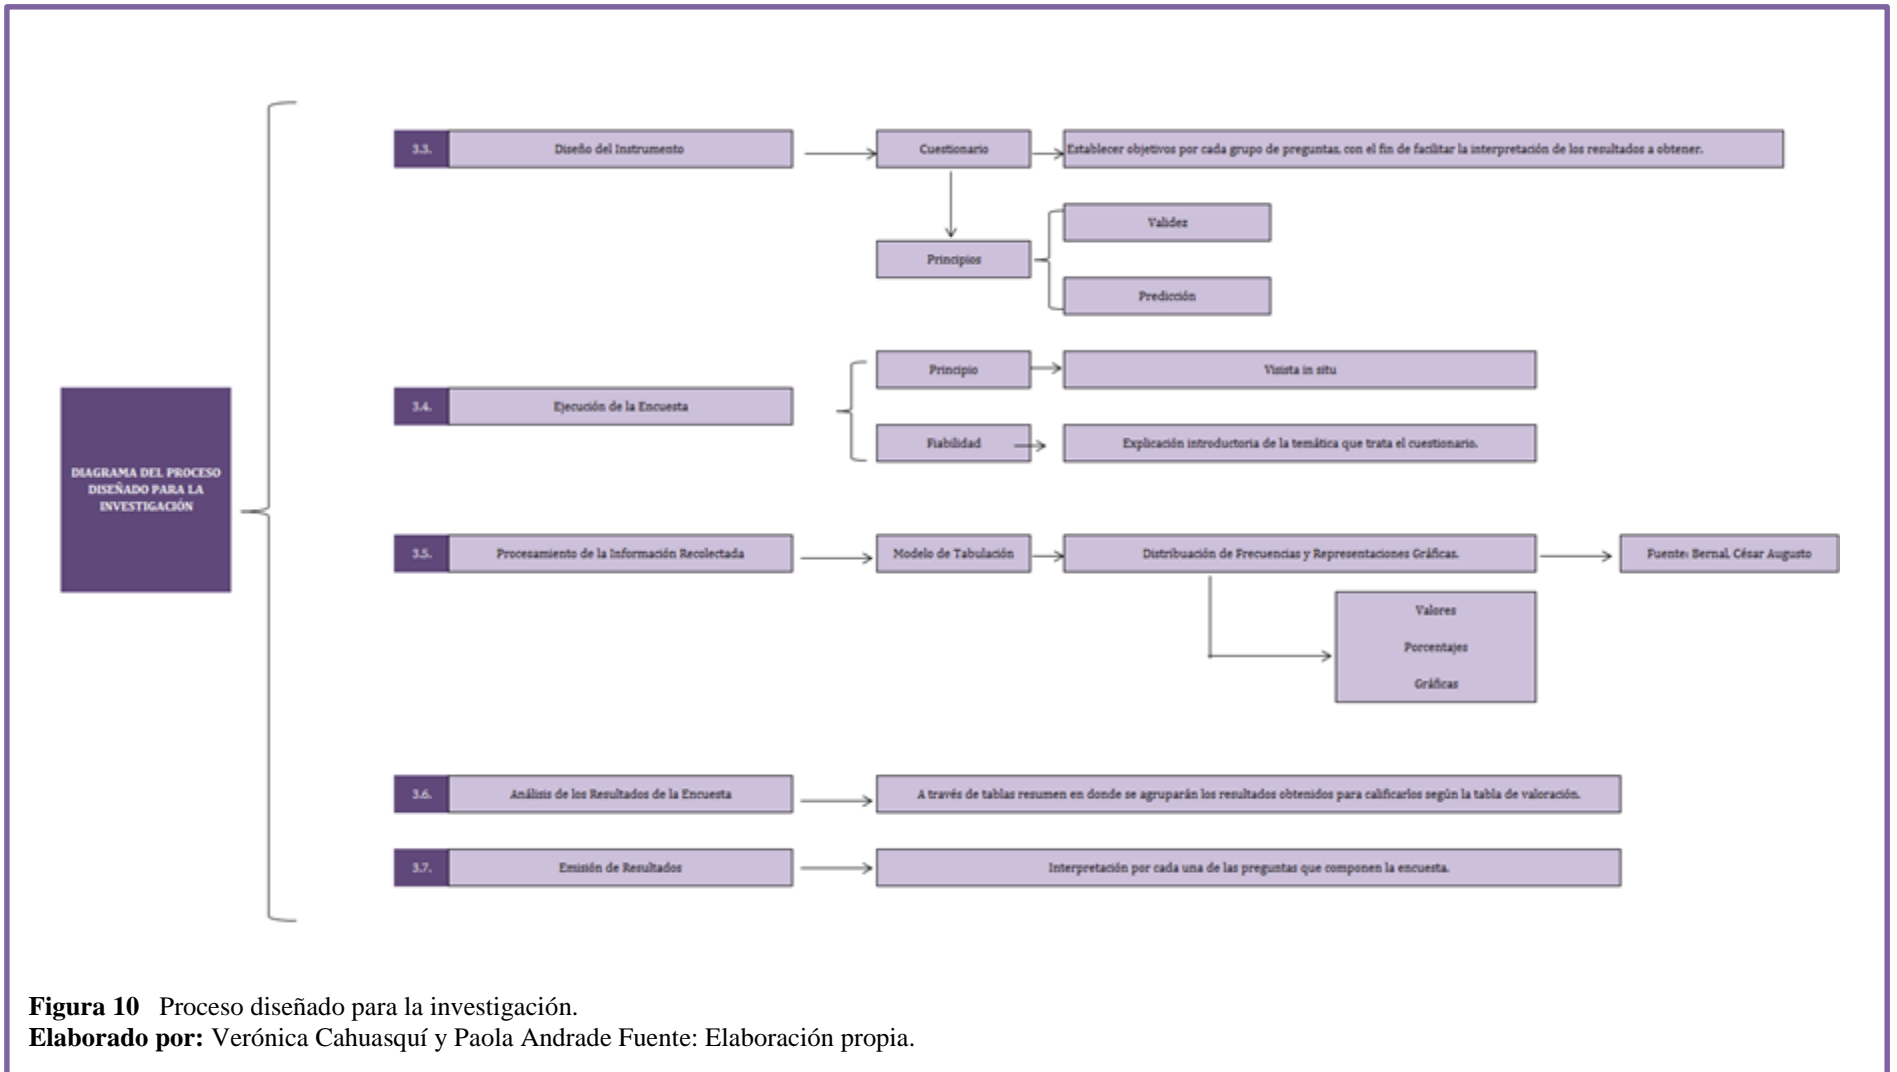 DIAGRAMA DEL PROCESO
DISEÑADO PARA LA
INVESTIGACIÓN
3.3.
Diseño del Instrumento
Cuestionario
Establecer objetivos por cada grupo de preguntas, con el fin de facilitar la interpretación de los resultados a obtener.
Principios
Validez
Predicción
3.4.
Ejecución de la Encuesta
Principio
Visista in situ
Fiabilidad
Explicación introductoria de la temática que trata el cuestionario.
3.5.
Procesamiento de la Información Recolectada
Modelo de Tabulación
Distribuación de Frecuencias y Representaciones Gráficas.
Fuente: Bernal, César Augusto
Valores
Porcentajes
Gráficas
3.6.
Análisis de los Resultados de la Encuesta
A través de tablas resumen en donde se agruparán los resultados obtenidos para calificarlos según la tabla de valoración.
3.7.
Emisión de Resultados
Interpretación por cada una de las preguntas que componen la encuesta.
Figura 10 Proceso diseñado para la investigación.
Elaborado por: Verónica Cahuasquí y Paola Andrade Fuente: Elaboración propia.